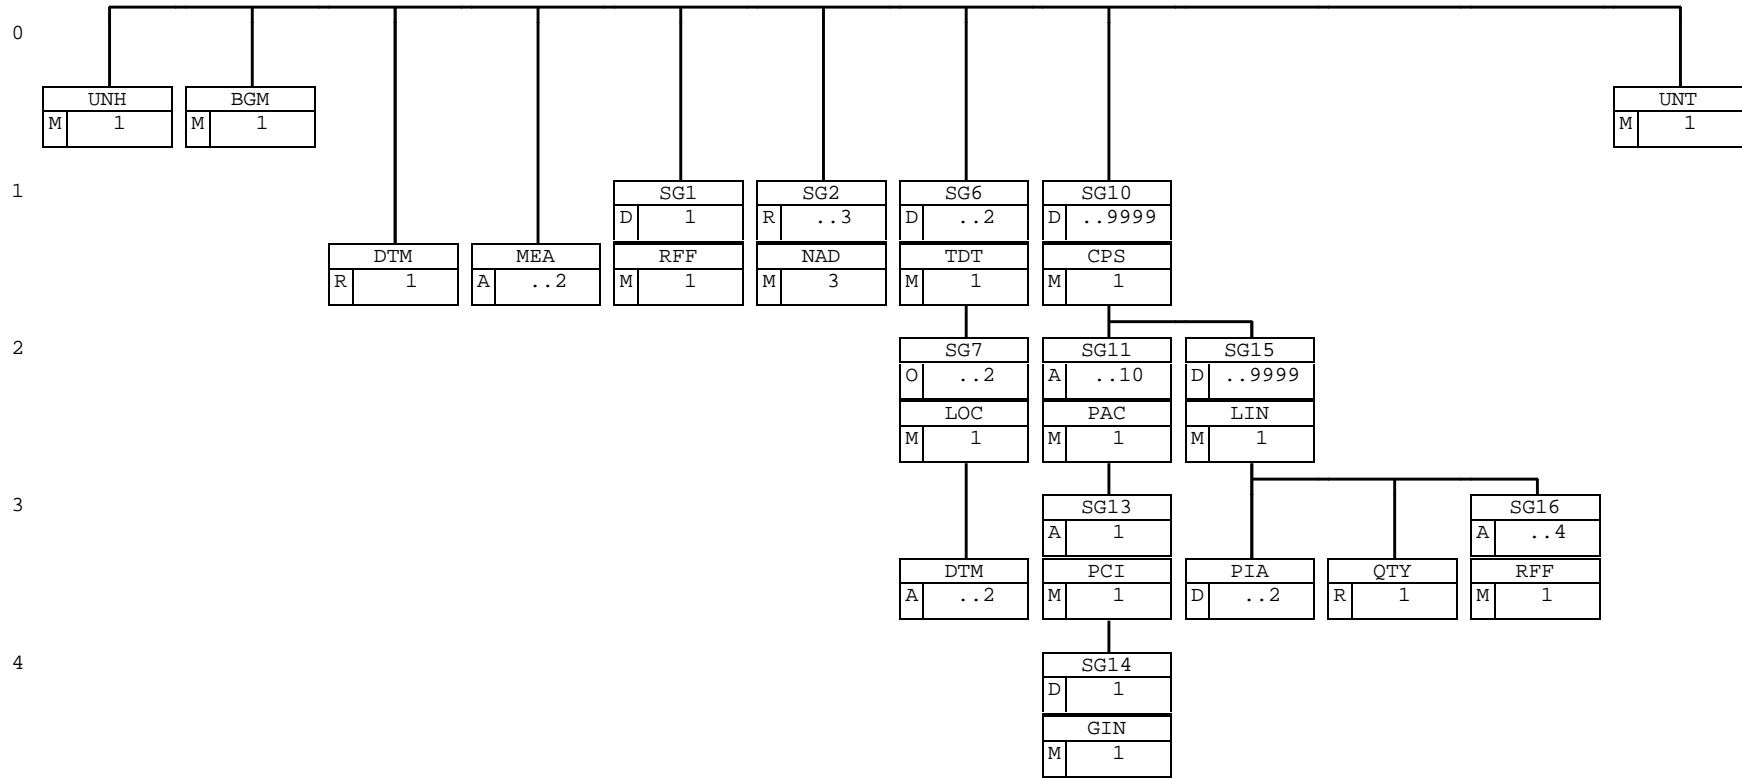 0
UNH BGM UNT
M 1 M 1 M 1
1
SG1 SG2 SG6 SG10
D 1 R ..3 D ..2 D ..9999
DTM MEA RFF NAD TDT CPS
R 1 A ..2 M 1 M 3 M 1 M 1
2
SG7 SG11 SG15
O ..2 A ..10 D ..9999
LOC PAC LIN
M 1 M 1 M 1
3
SG13 SG16
A 1 A ..4
DTM PCI PIA QTY RFF
A ..2 M 1 D ..2 R 1 M 1
4
SG14
D 1
GIN
M 1